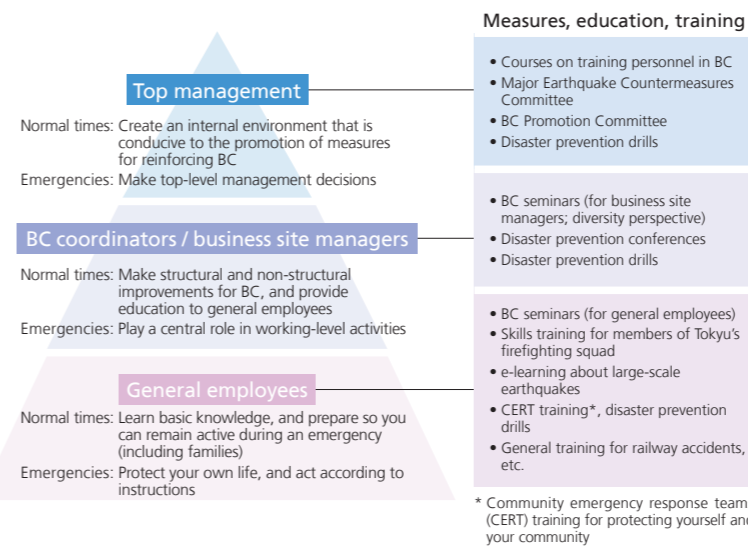 Measures, education, training
Top management
Normal times: Create an internal environment that is
conducive to the promotion of measures
for reinforcing BC
Emergencies: Make top-level management decisions
• Courses on training personnel in BC
• Major Earthquake Countermeasures
Committee
• BC Promotion Committee
• Disaster prevention drills
BC coordinators / business site managers
Normal times: Make structural and non-structural
improvements for BC, and provide
education to general employees
Emergencies: Play a central role in working-level activities
• BC seminars (for business site
managers; diversity perspective)
• Disaster prevention conferences
• Disaster prevention drills
General employees
Normal times: Learn basic knowledge, and prepare so you
can remain active during an emergency
(including families)
Emergencies: Protect your own life, and act according to
instructions
• BC seminars (for general employees)
• Skills training for members of Tokyu's
firefighting squad
• e-learning about large-scale
earthquakes
• CERT training*, disaster prevention
drills
• General training for railway accidents,
etc.
* Community emergency response team
(CERT) training for protecting yourself and
your community